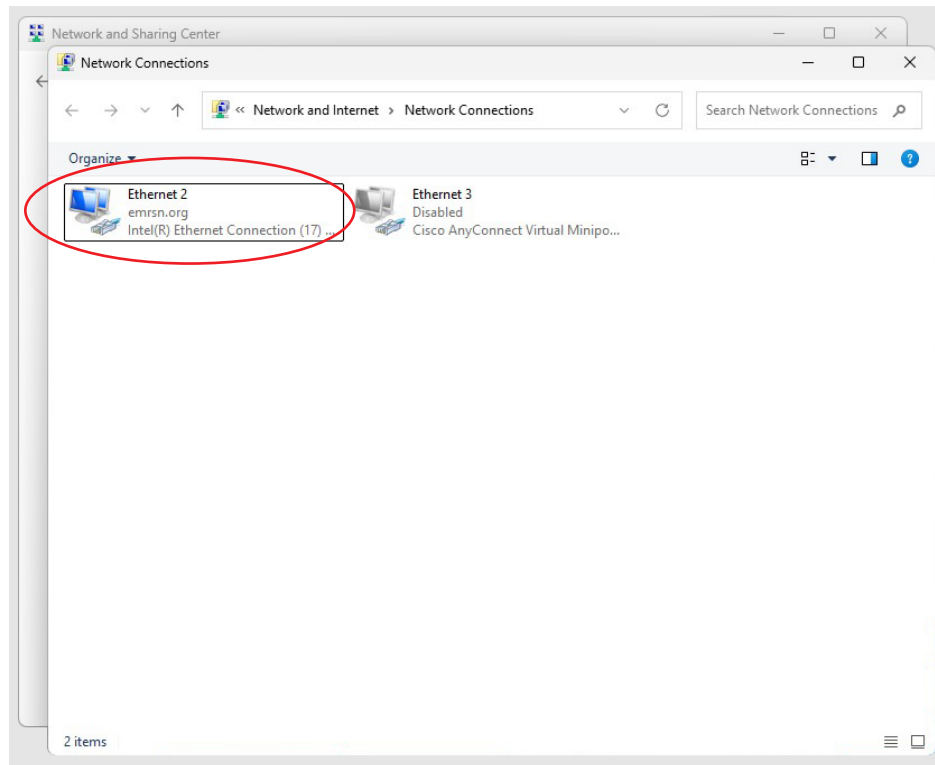 Network and Sharing Center
Network Connections
« Network and Internet > Network Connections
Search Network Connections
Organize
Ethernet 2
emrsn.org
Intel(R) Ethernet Connection (17) ...
Ethernet 3
Disabled
Cisco AnyConnect Virtual Minipo...
2 items